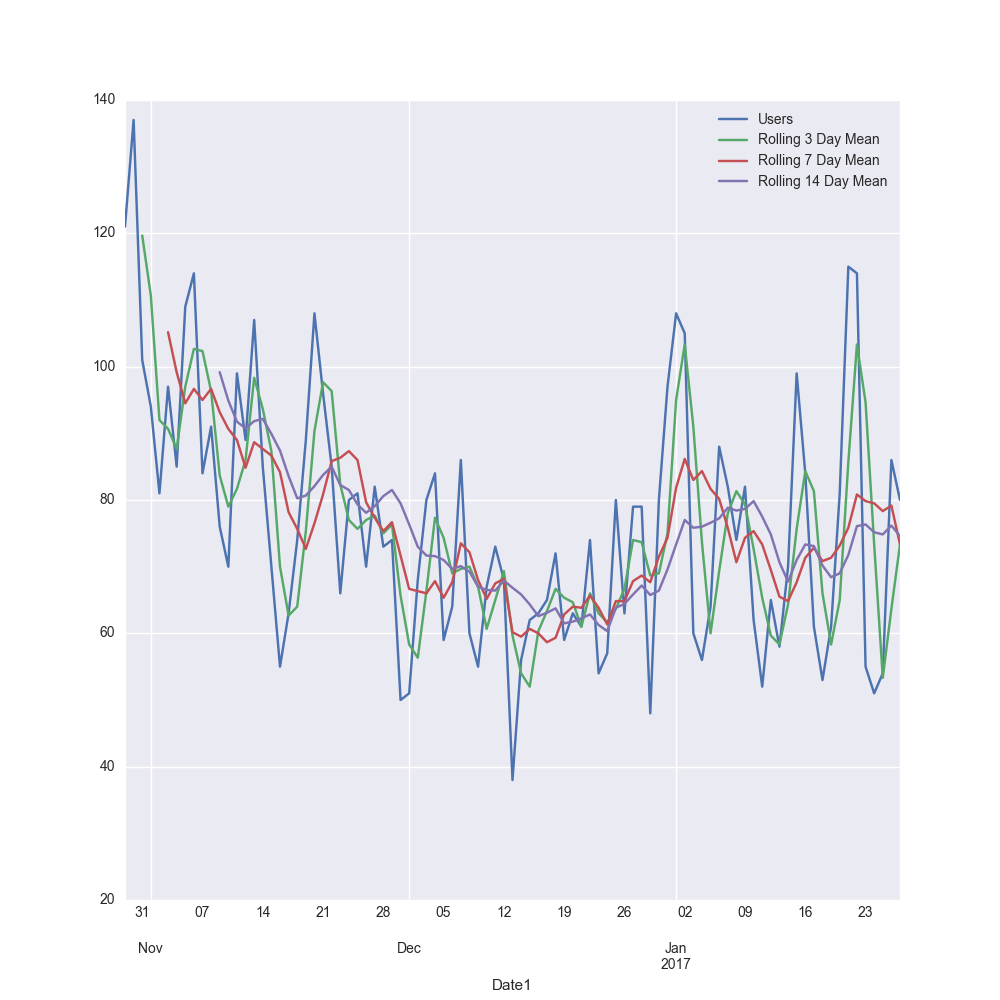 140
120
100
80
60
40
20
Users
Rolling 3 Day Mean
Rolling 7 Day Mean
Rolling 14 Day Mean
31 07 14 21 28 05 12 19 26 02 09 16 23
Nov Dec Jan
2017
Date1